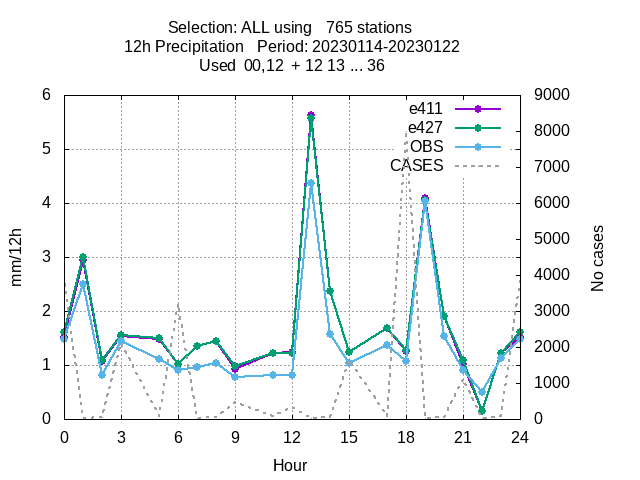 Selection: ALL using   765 stations
12h Precipitation   Period: 20230114-20230122
Used  00,12  + 12 13 ... 36
e411
e427
OBS
CASES
6
5
4
3
2
1
0
mm/12h
9000
8000
7000
6000
5000
4000
3000
2000
1000
0
No cases
0 3 6 9 12 15 18 21 24
Hour